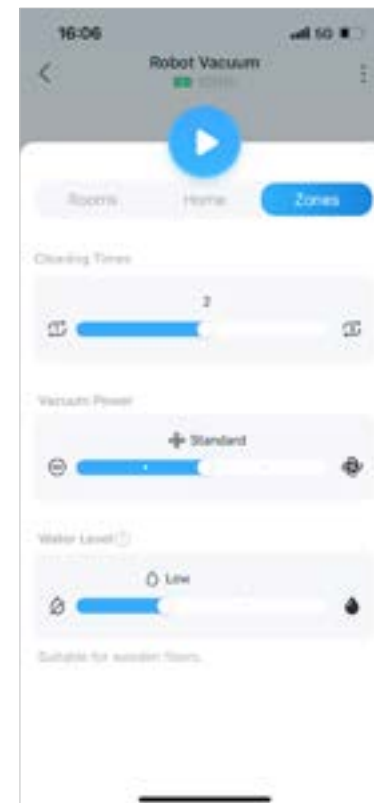 16:06
5G
Robot Vacuum
Rooms
Home
Zones
Cleaning Times
2
Vacuum Power
Standard
Water Level
Low
Suitable for wooden floors.